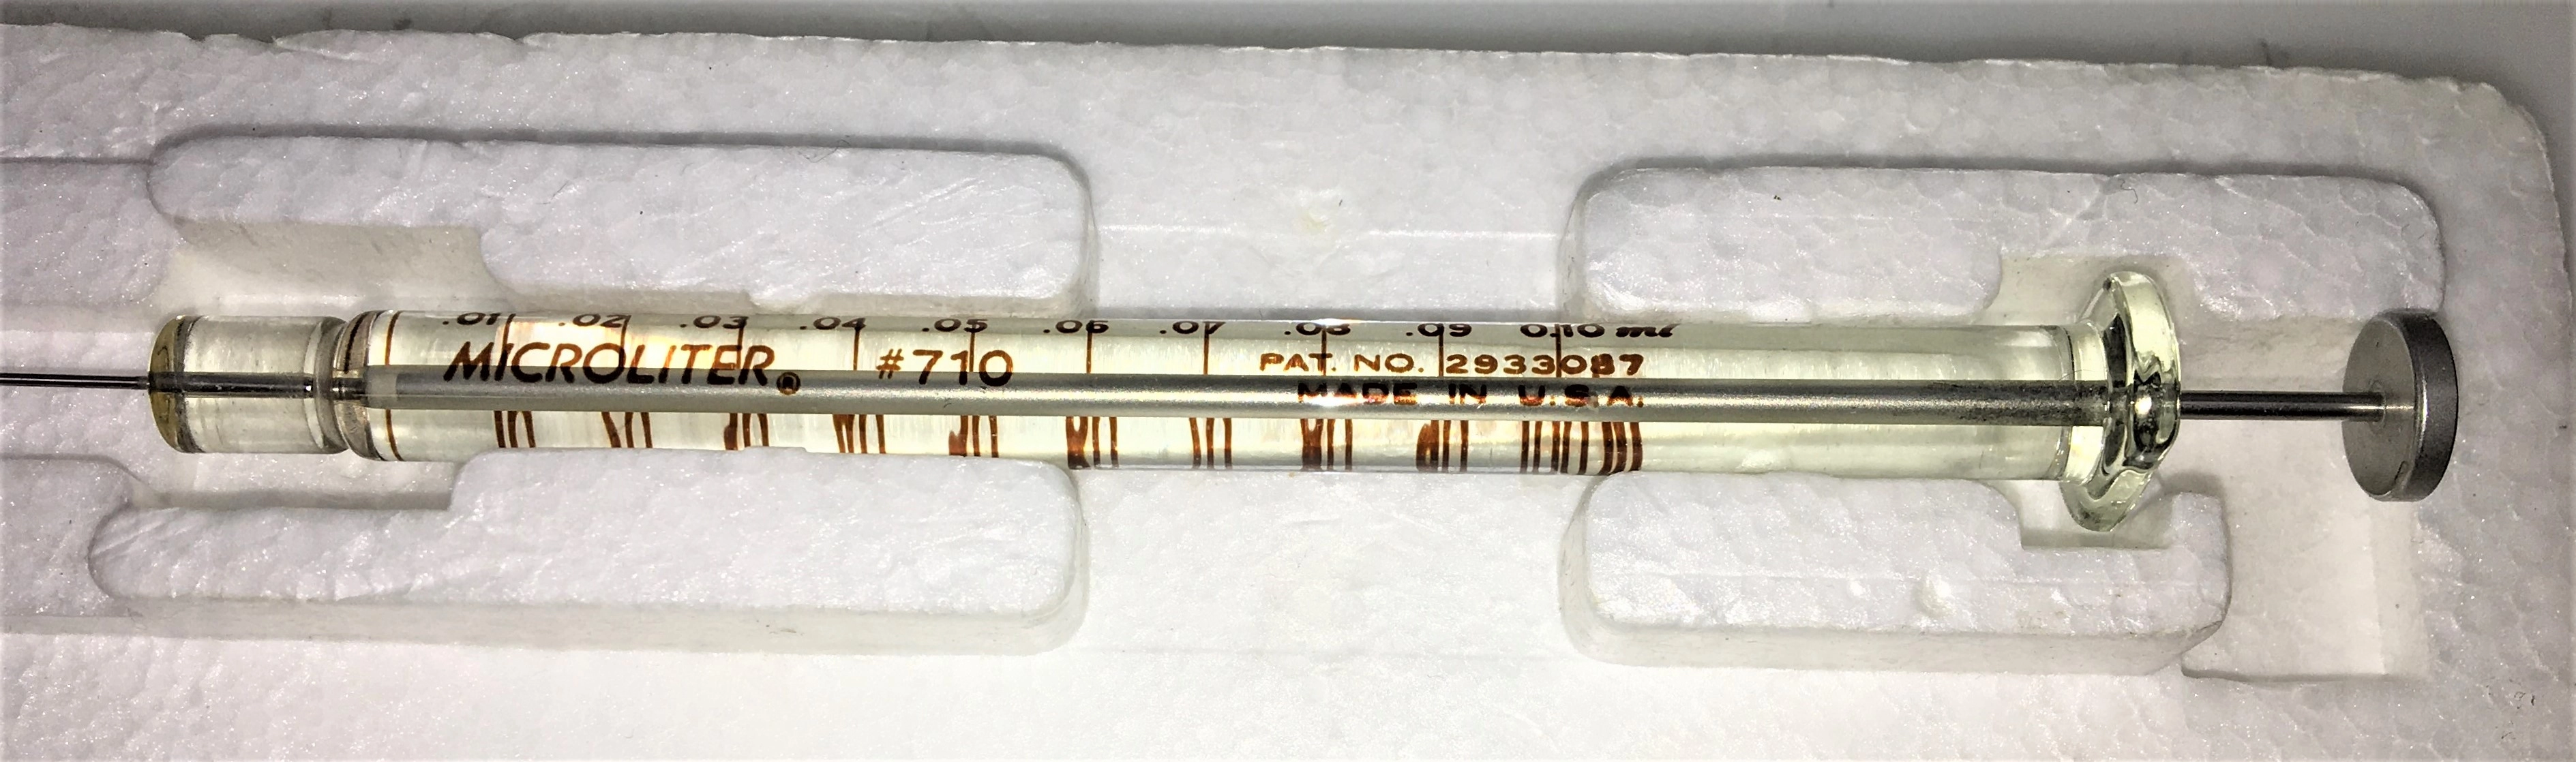 .01 .02 .03 .04 .05 .06 .07 .08 .09 0.10 ml
MICROLITER® #710
PAT. NO. 2933087
MADE IN U.S.A.